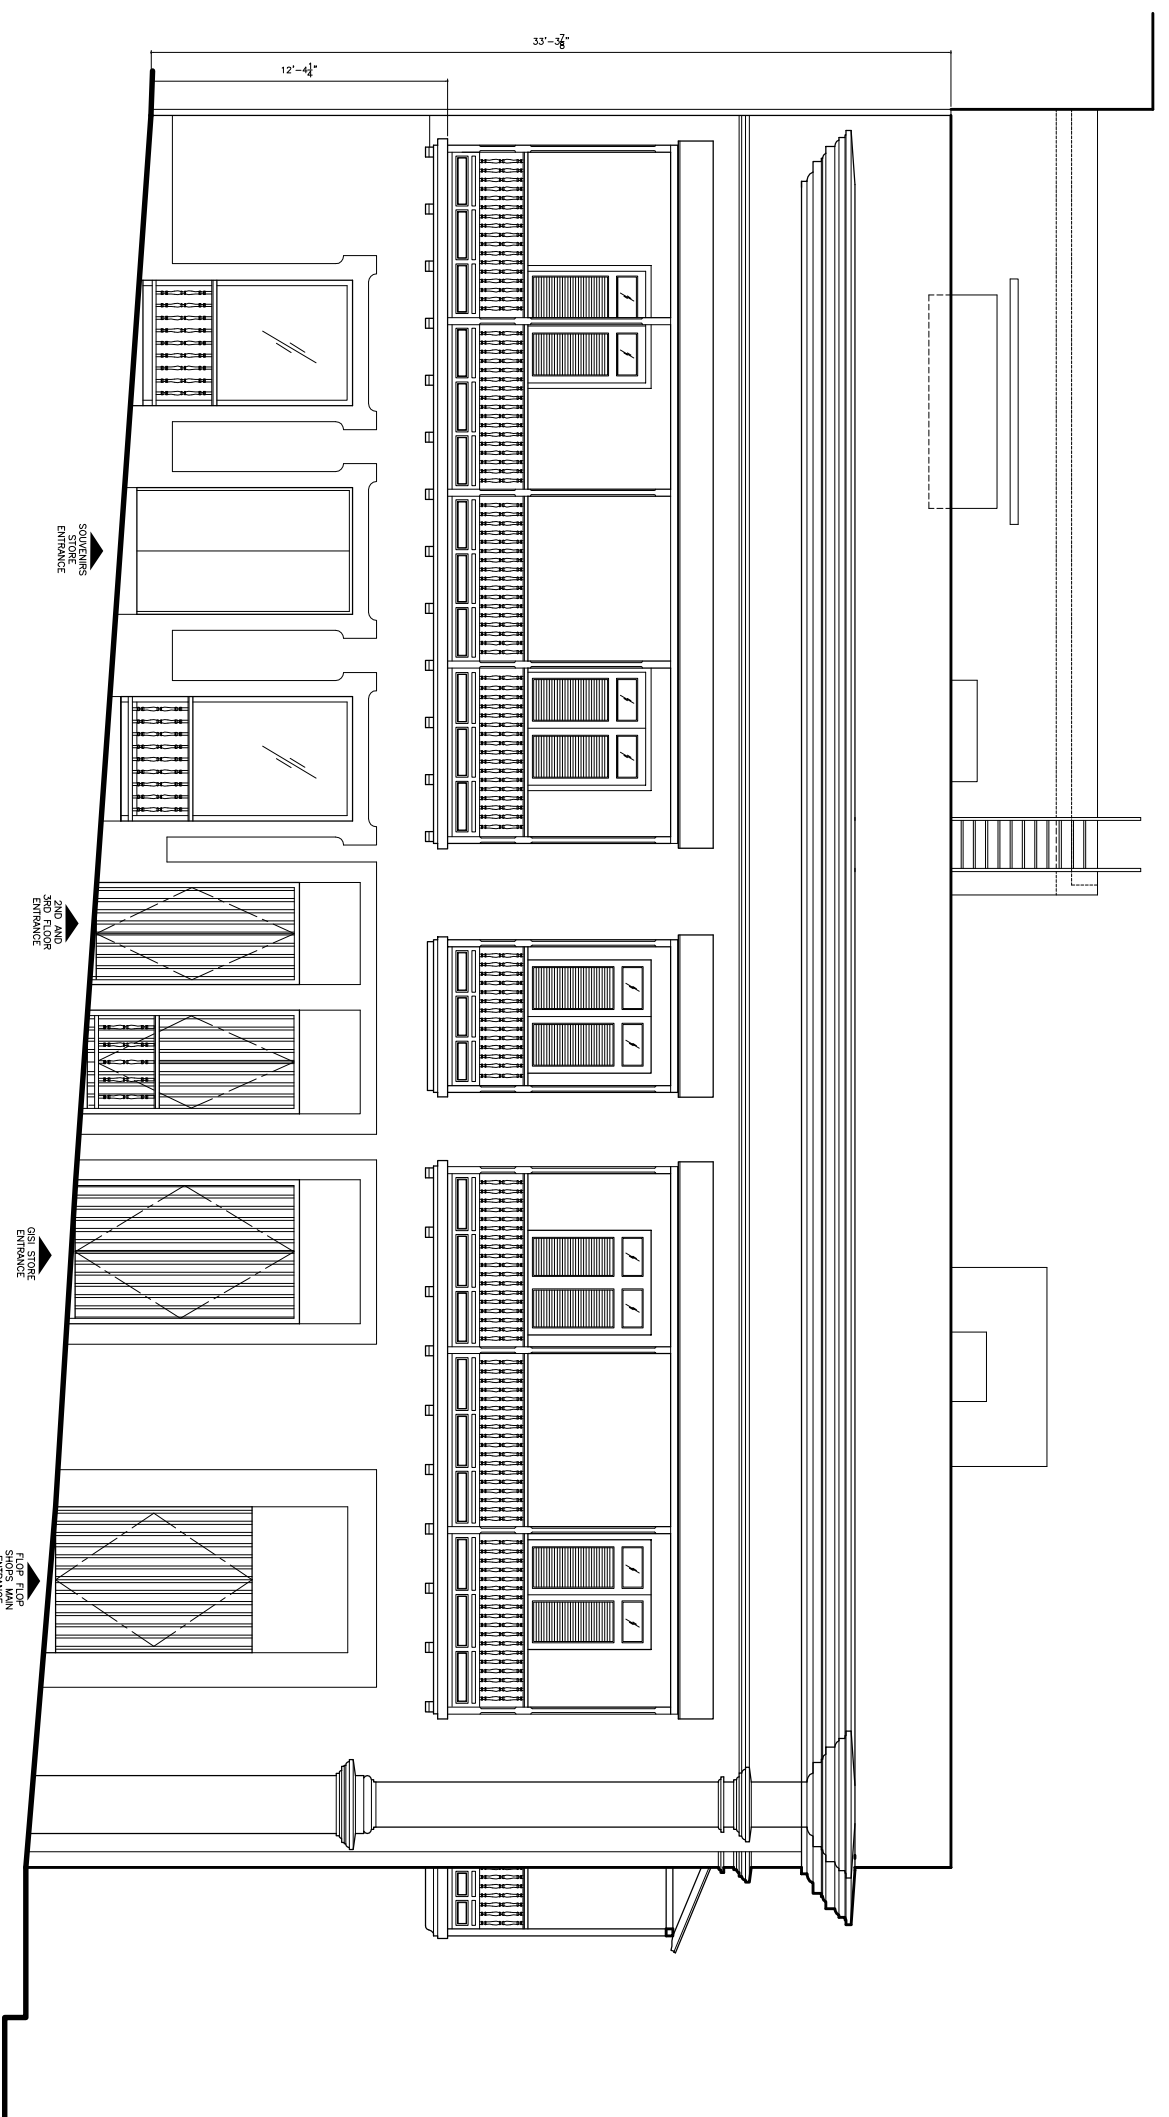 33'-3 7/8"
12'-4 1/4"
SOUVENIRS
STORE
ENTRANCE
2ND AND
3RD FLOOR
ENTRANCE
GISI STORE
ENTRANCE
FLOP FLOP
SHOPS MAIN